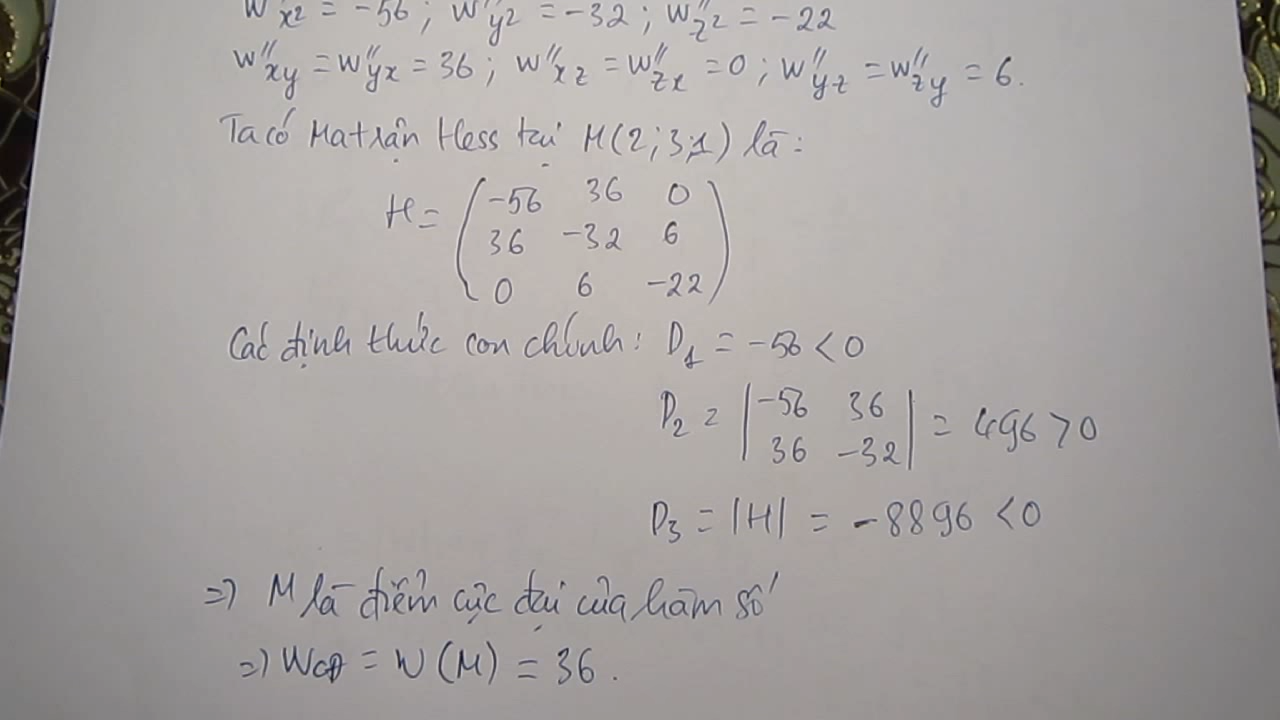 W''x2 = -56 ; W''y2 = -32 ; W''z2 = -22
W''xy = W''yx = 36 ; W''xz = W''zx = 0 ; W''yz = W''zy = 6.
Ta có Ma trận Hess tại M(2;3;1) là:
H = ( -56 36 0
36 -32 6
0 6 -22 )
Các định thức con chính: D1 = -56 < 0
D2 = | -56 36
36 -32 | = 496 > 0
D3 = |H| = -8896 < 0
=> M là điểm cực đại của hàm số
=> WCĐ = W(M) = 36.